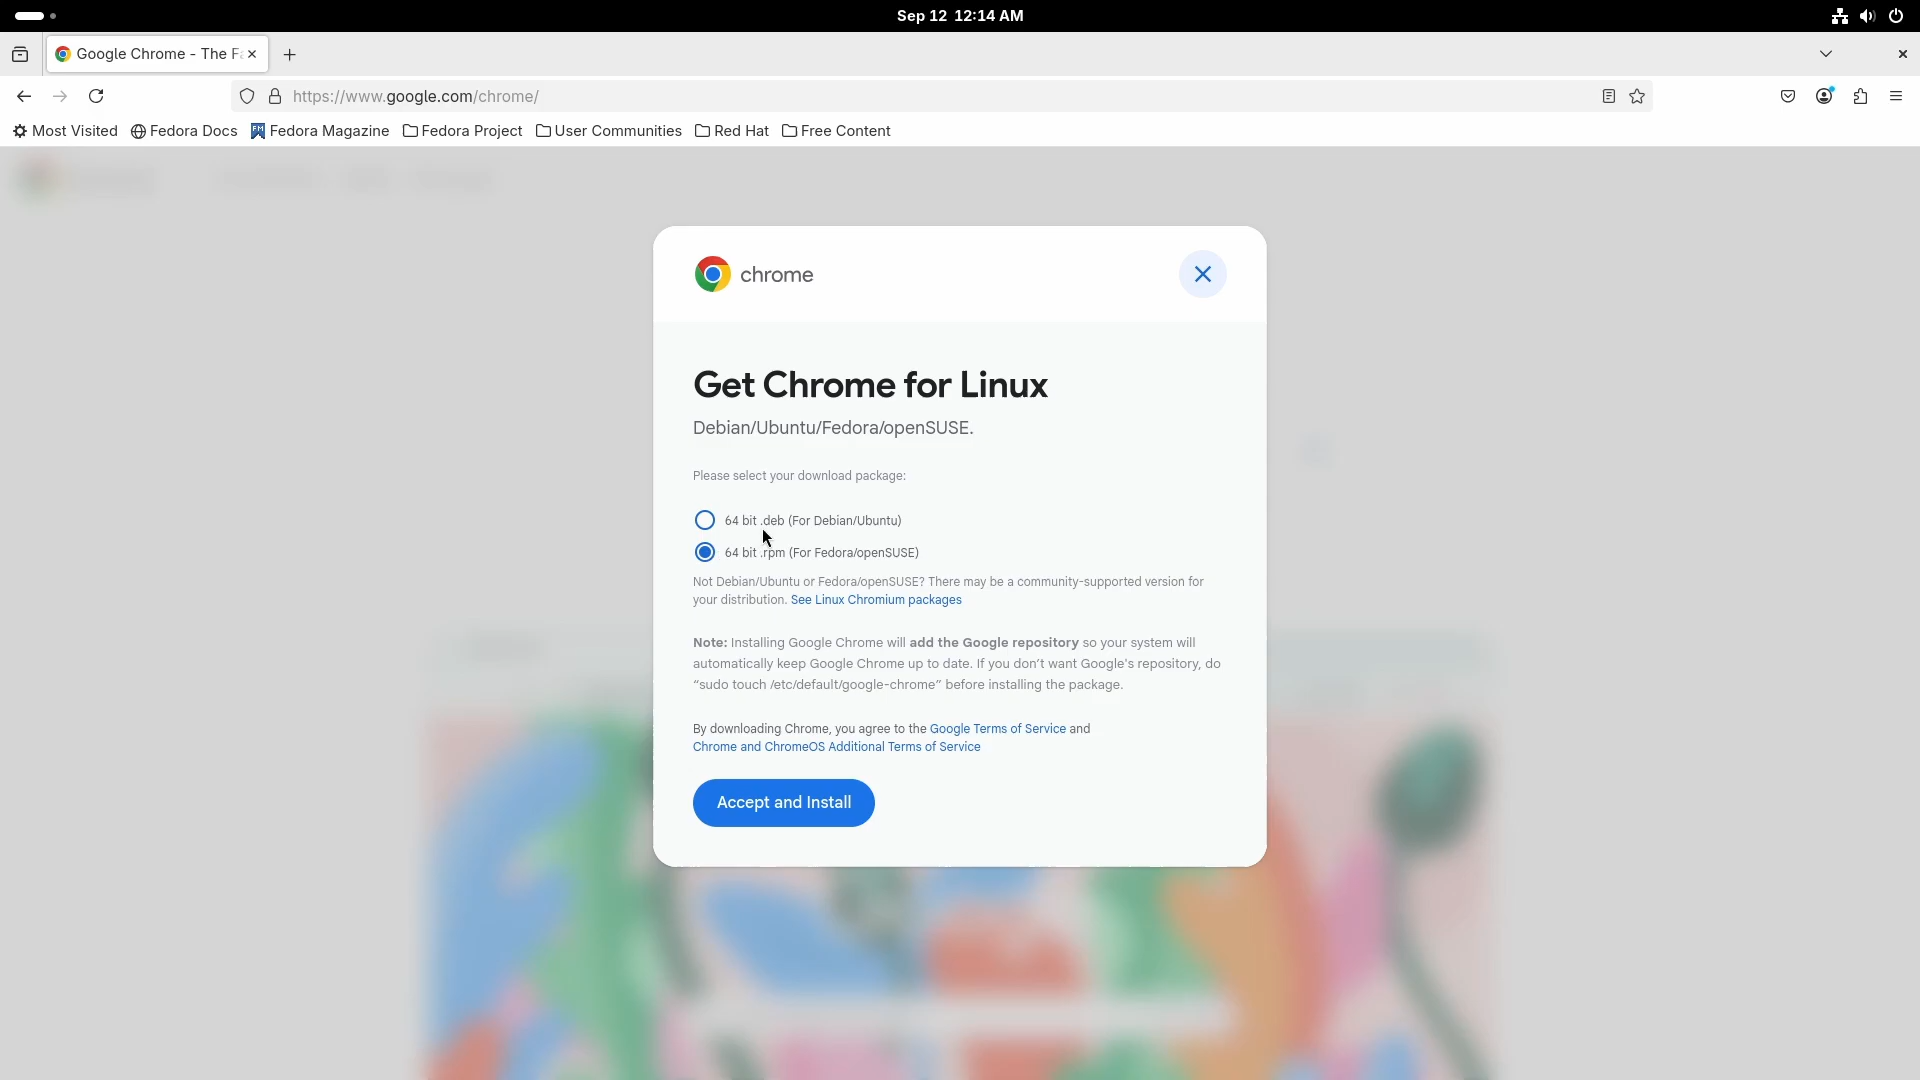 Sep 12 12:14 AM
Google Chrome - The F
https://www.google.com/chrome/
Most Visited Fedora Docs Fedora Magazine Fedora Project User Communities Red Hat Free Content
chrome
Get Chrome for Linux
Debian/Ubuntu/Fedora/openSUSE.
Please select your download package:
64 bit .deb (For Debian/Ubuntu)
64 bit .rpm (For Fedora/openSUSE)
Not Debian/Ubuntu or Fedora/openSUSE? There may be a community-supported version for
your distribution. See Linux Chromium packages
Note: Installing Google Chrome will add the Google repository so your system will
automatically keep Google Chrome up to date. If you don’t want Google's repository, do
“sudo touch /etc/default/google-chrome” before installing the package.
By downloading Chrome, you agree to the Google Terms of Service and
Chrome and ChromeOS Additional Terms of Service
Accept and Install